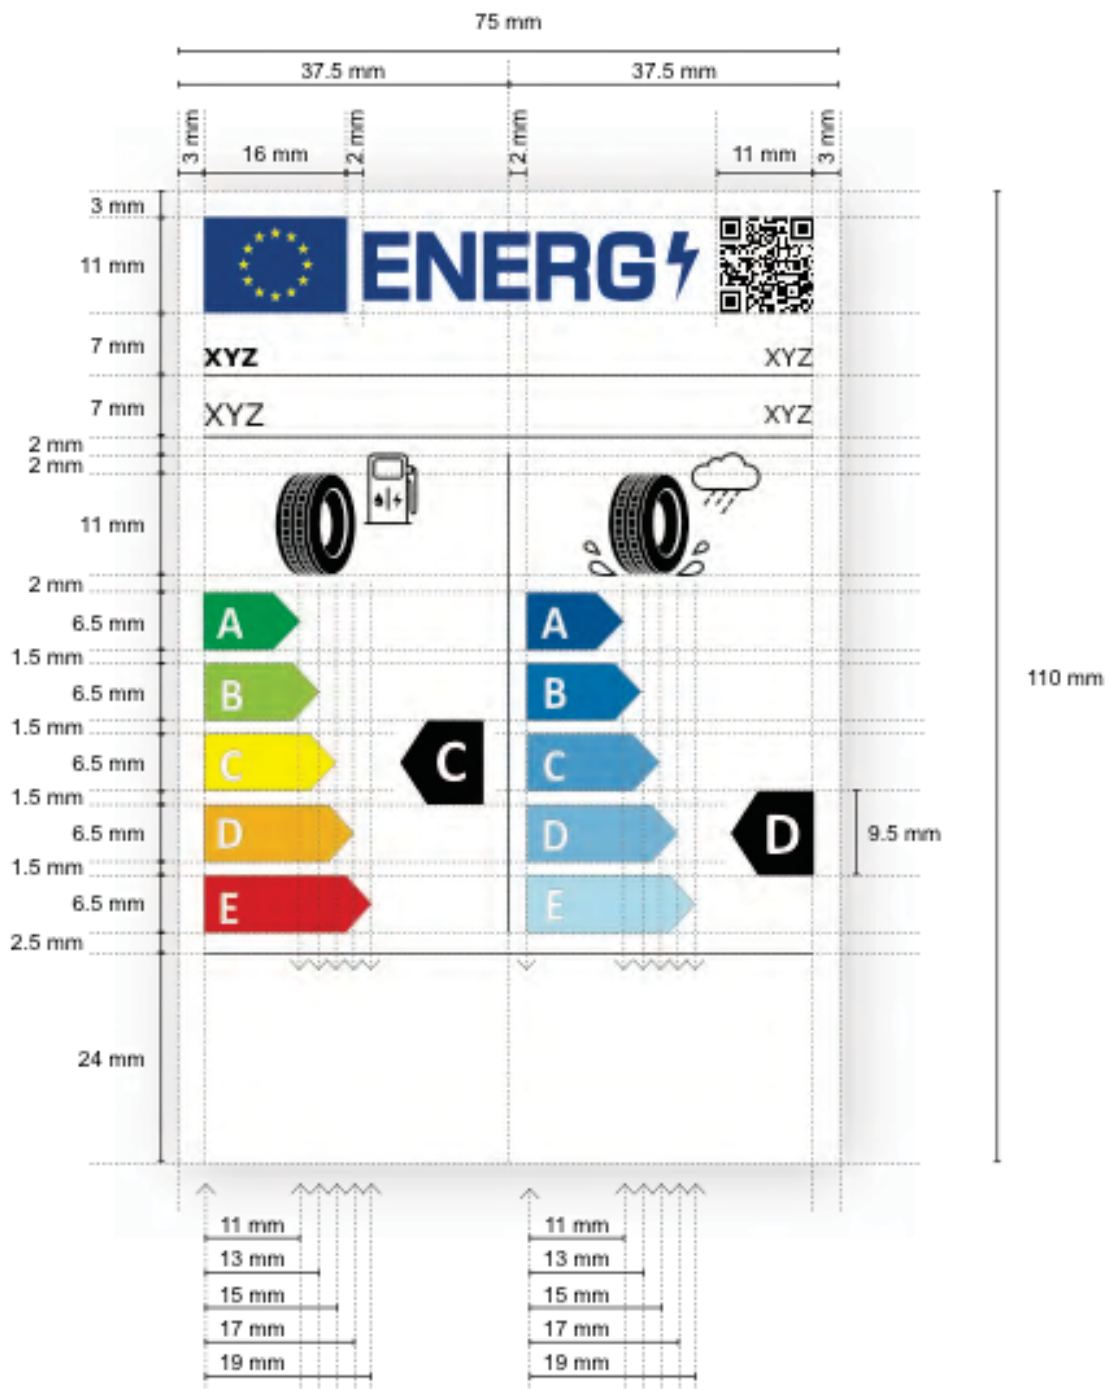 75 mm
37.5 mm 37.5 mm
3 mm 16 mm 2 mm 2 mm 11 mm 3 mm
3 mm
11 mm ENERG
7 mm XYZ XYZ
7 mm XYZ XYZ
2 mm
2 mm
11 mm
2 mm
6.5 mm A A
1.5 mm
110 mm
6.5 mm B B
1.5 mm
6.5 mm C C C
1.5 mm
6.5 mm D D D 9.5 mm
1.5 mm
6.5 mm E E
2.5 mm
24 mm
11 mm 11 mm
13 mm 13 mm
15 mm 15 mm
17 mm 17 mm
19 mm 19 mm